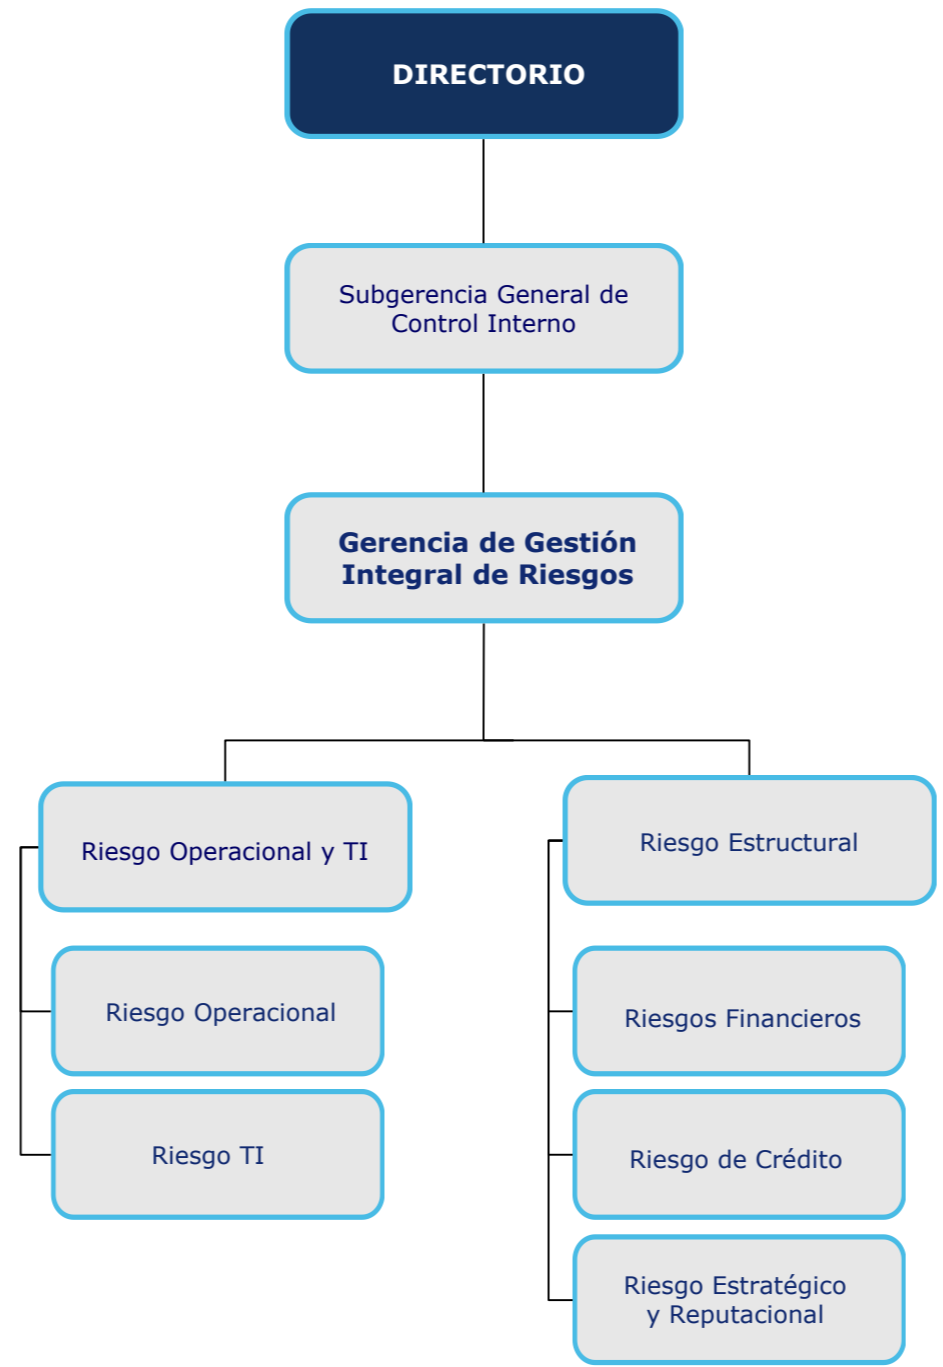 DIRECTORIO
Subgerencia General de
Control Interno
Gerencia de Gestión
Integral de Riesgos
Riesgo Operacional y TI
Riesgo Operacional
Riesgo TI
Riesgo Estructural
Riesgos Financieros
Riesgo de Crédito
Riesgo Estratégico
y Reputacional